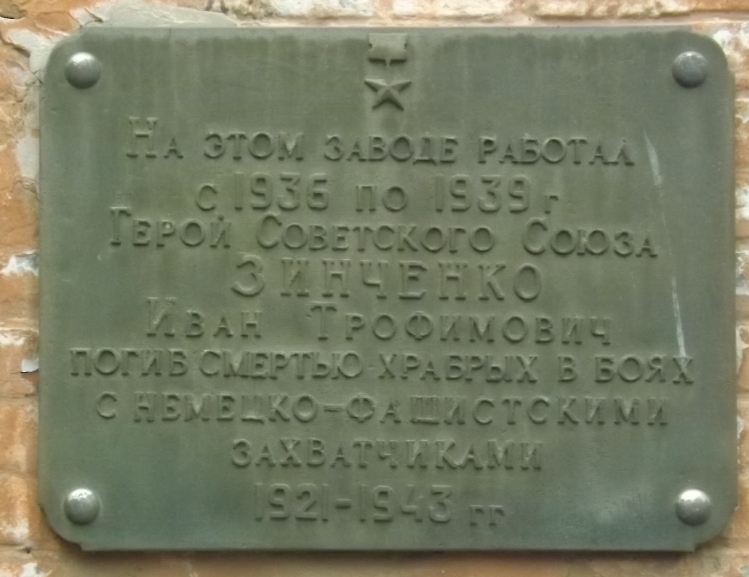 На этом заводе работал
с 1936 по 1939 г
Герой Советского Союза
ЗИНЧЕНКО
Иван Трофимович
погиб смертью храбрых в боях
с немецко-фашистскими
захватчиками
1921-1943 гг